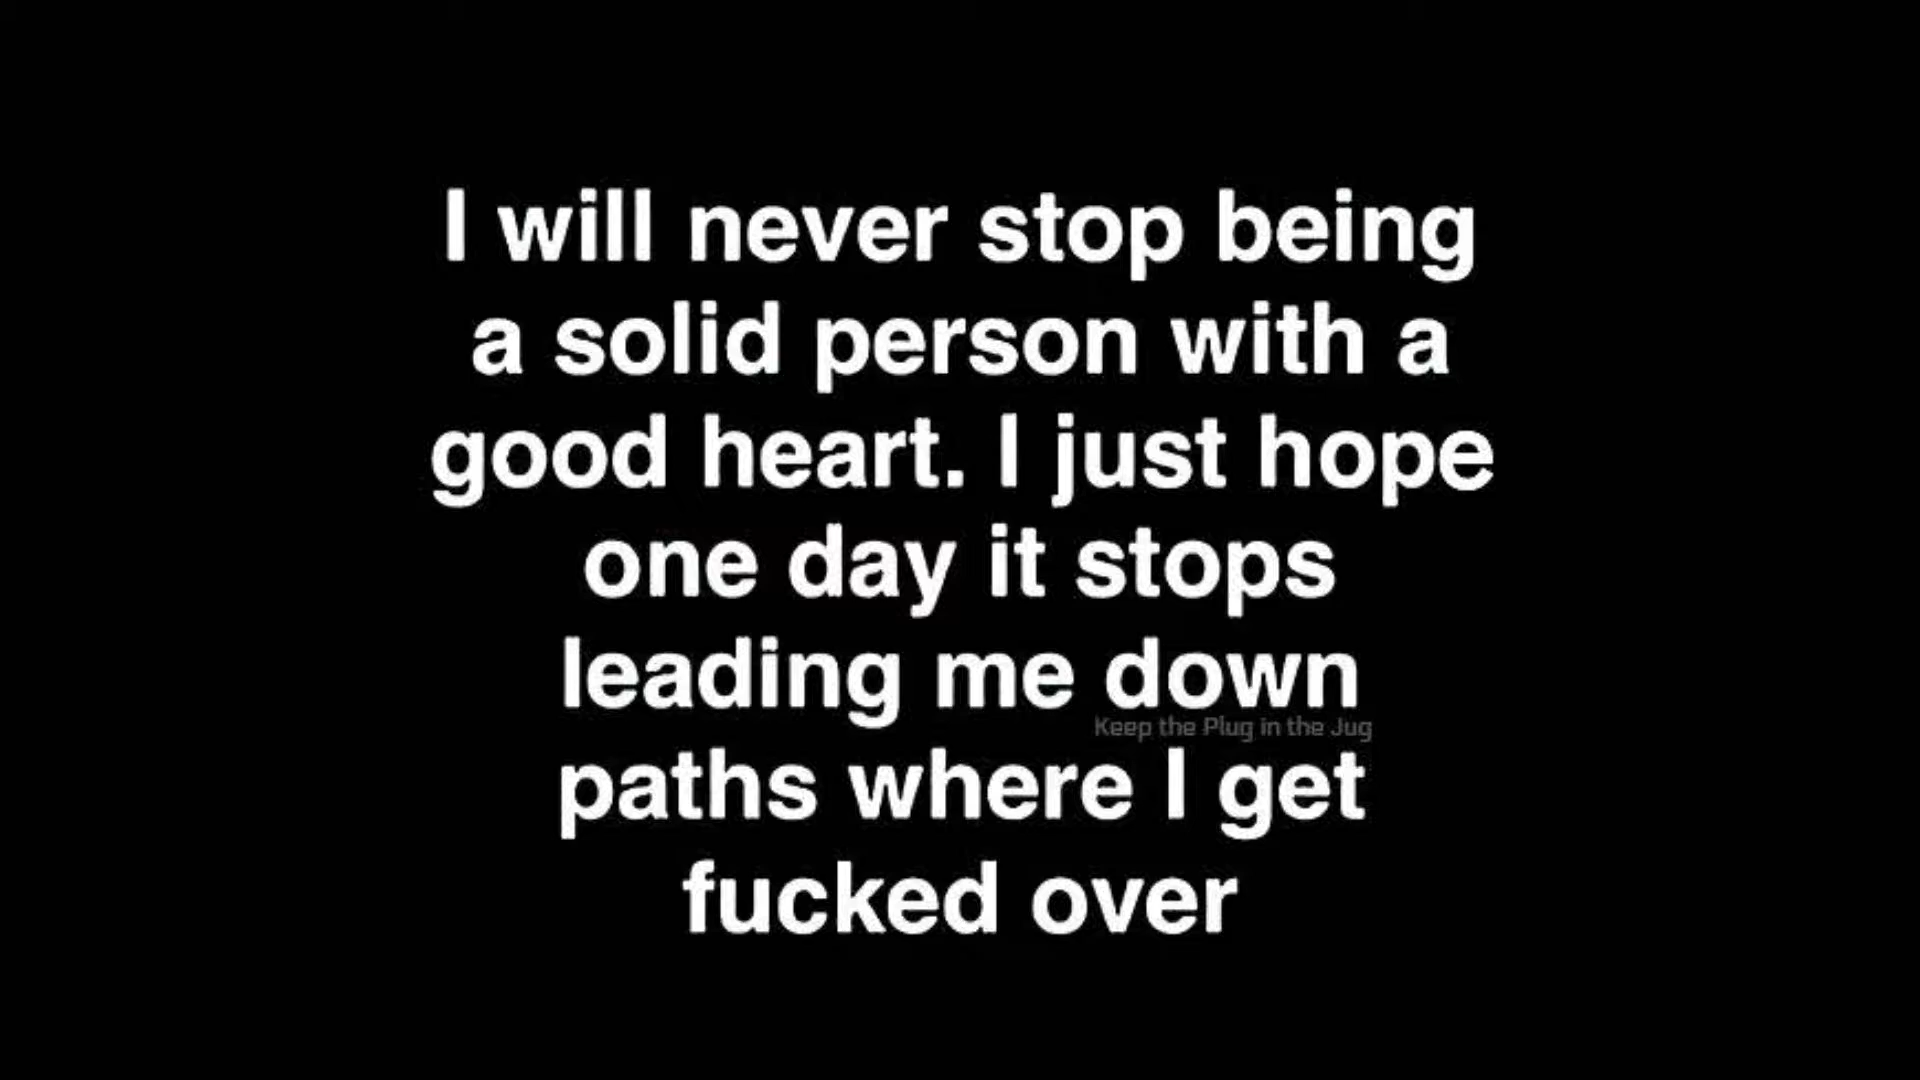 I will never stop being
a solid person with a
good heart. I just hope
one day it stops
leading me down
Keep the Plug in the Jug
paths where I get
fucked over